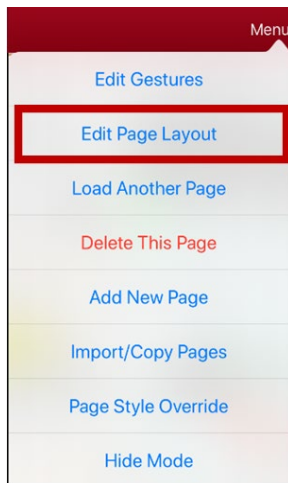 Menu
Edit Gestures
Edit Page Layout
Load Another Page
Delete This Page
Add New Page
Import/Copy Pages
Page Style Override
Hide Mode